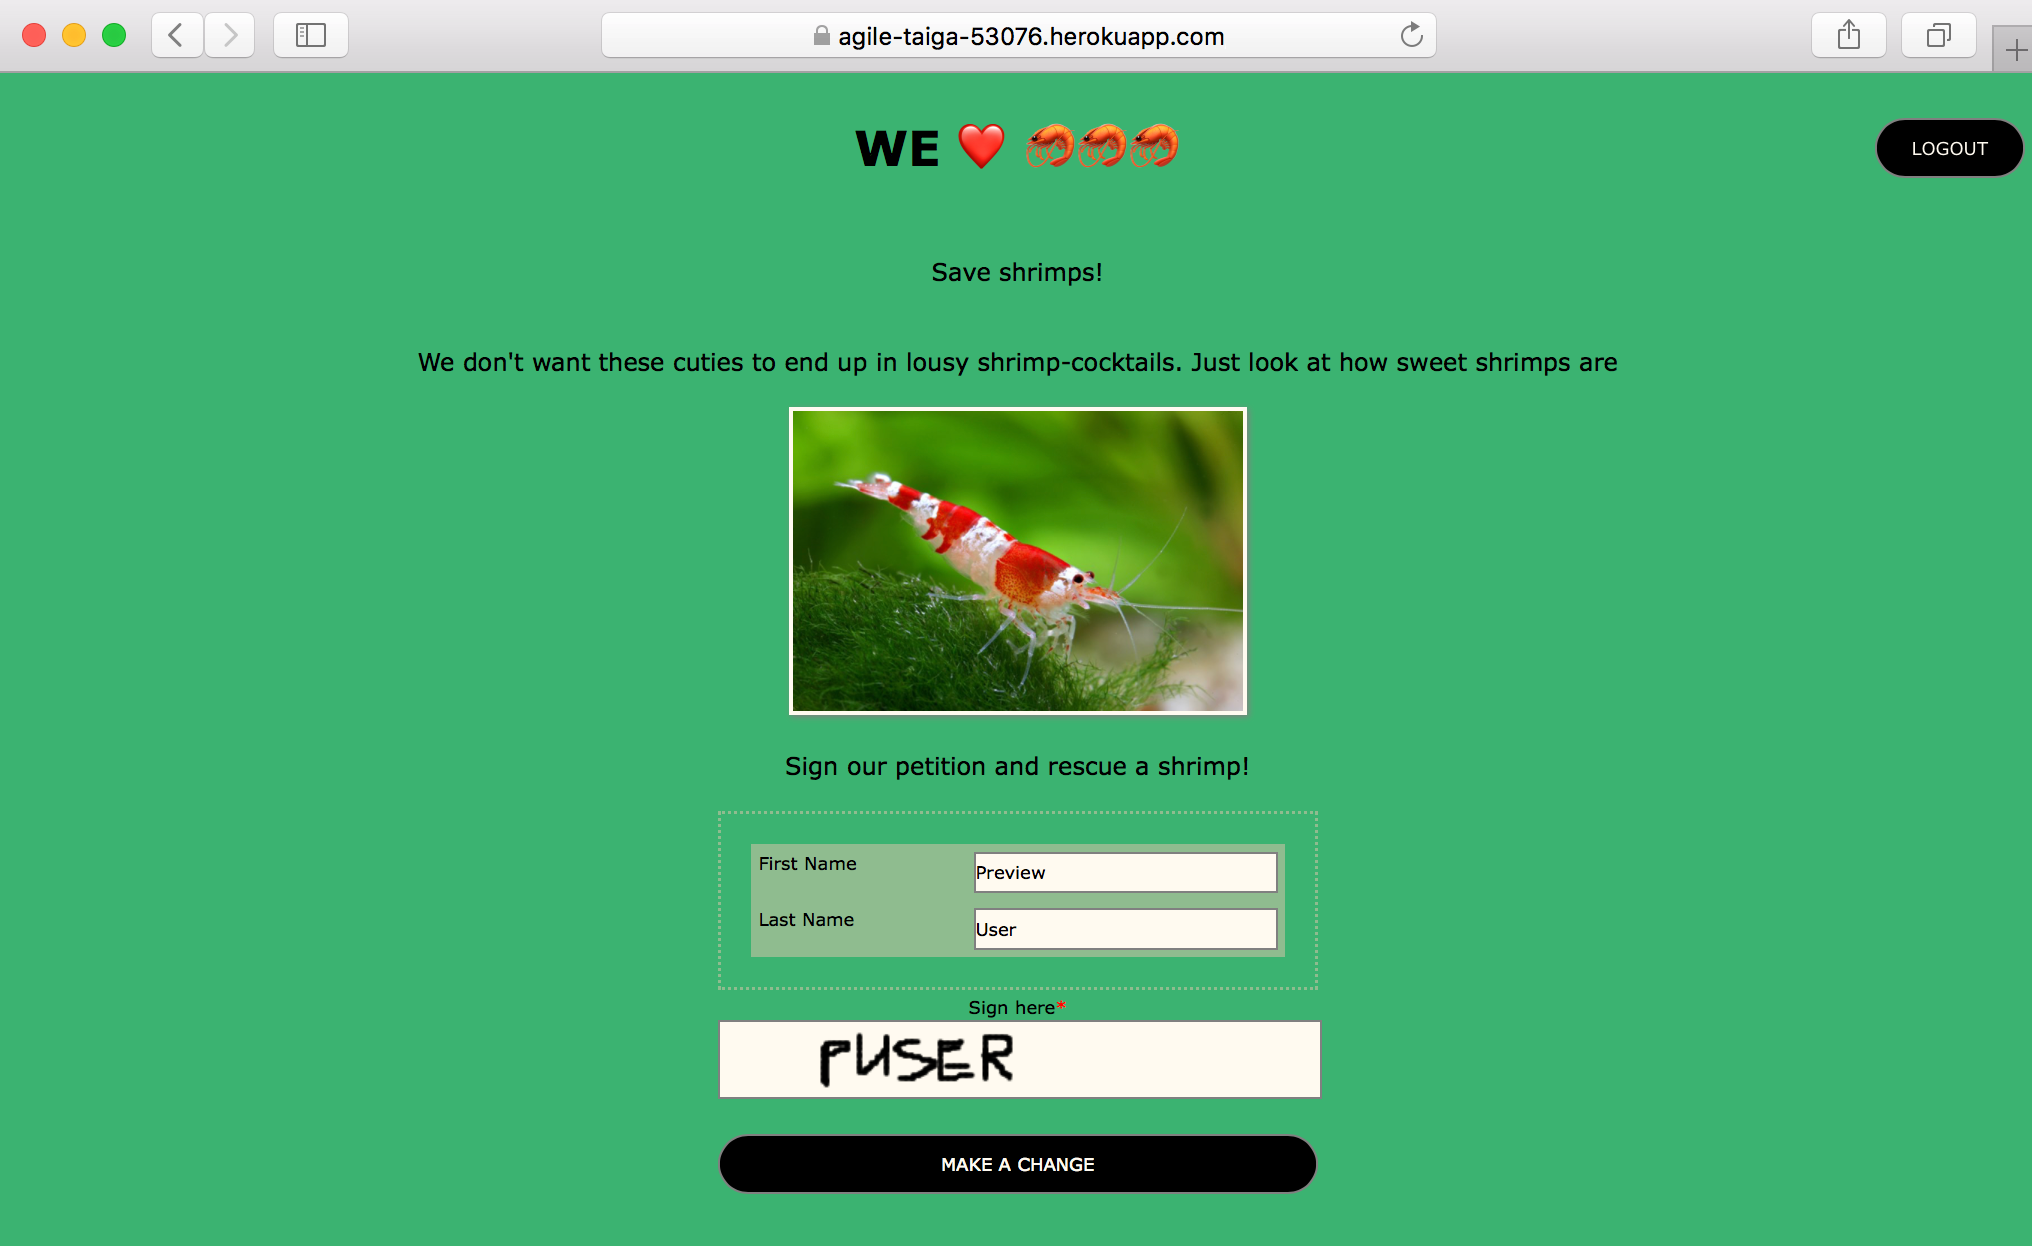 agile-taiga-53076.herokuapp.com
WE ❤️ 🦐🦐🦐
LOGOUT
Save shrimps!
We don't want these cuties to end up in lousy shrimp-cocktails. Just look at how sweet shrimps are
Sign our petition and rescue a shrimp!
First Name
Preview
Last Name
User
Sign here*
PUSER
MAKE A CHANGE